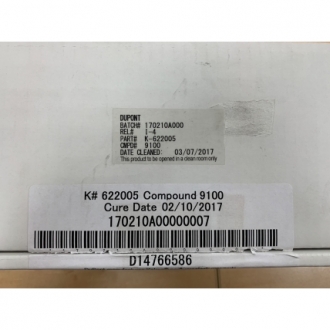 DUPONT
BATCH# 170210A000
REL# 1-4
PART# K-622005
CMPD# 9100
DATE CLEANED: 03/07/2017
This product to be opened in a clean room only
K# 622005 Compound 9100
Cure Date 02/10/2017
170210A00000007
D14766586